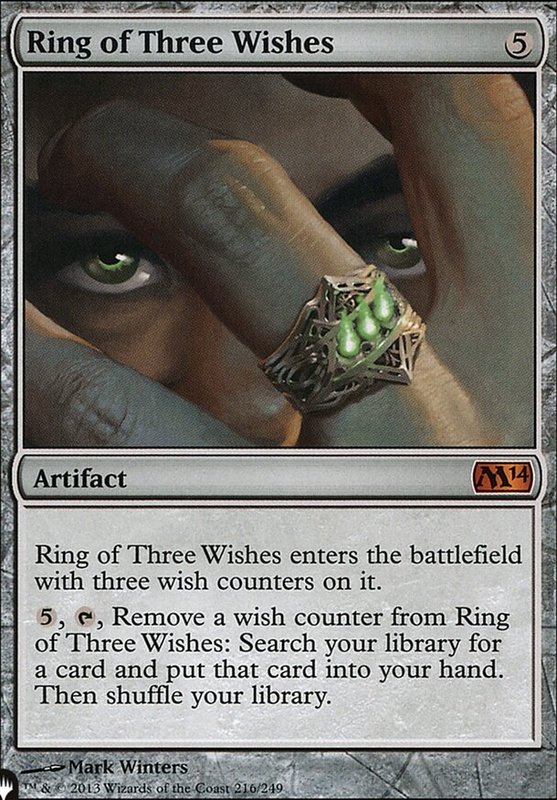 Ring of Three Wishes 5
Artifact M14
Ring of Three Wishes enters the battlefield
with three wish counters on it.
5, , Remove a wish counter from Ring
of Three Wishes: Search your library for
a card and put that card into your hand.
Then shuffle your library.
Mark Winters
™ & © 2013 Wizards of the Coast 216/249